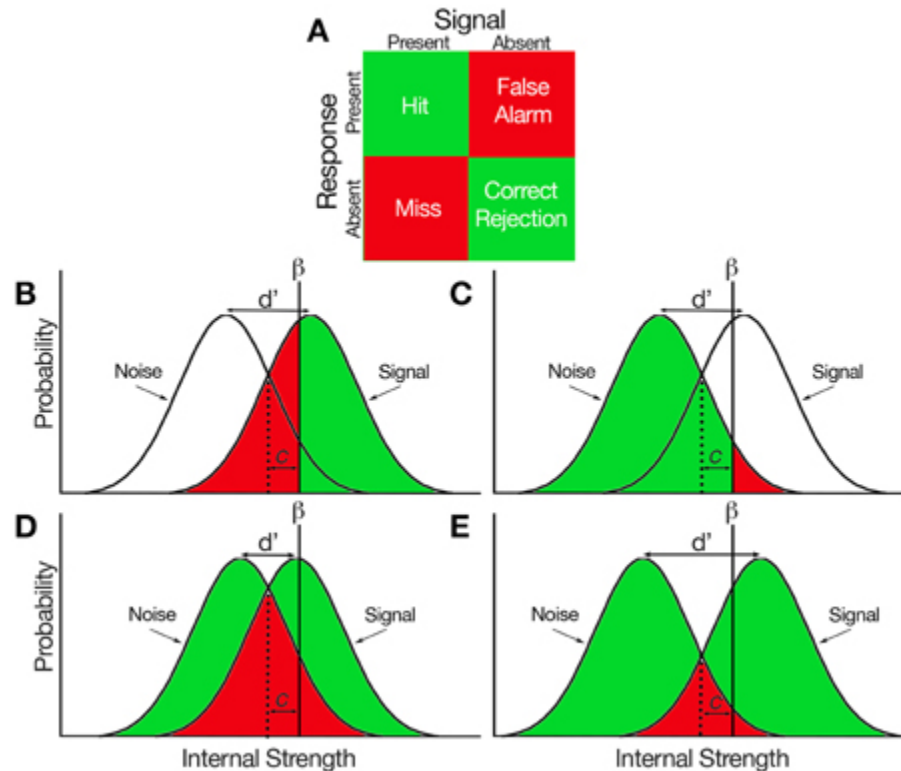 A
Signal
Present Absent
Response
Present
Absent
Hit
False
Alarm
Miss
Correct
Rejection
B
β
d'
Noise
Signal
c
Probability
C
β
d'
Noise
Signal
c
D
β
d'
Noise
Signal
c
Probability
Internal Strength
E
β
d'
Noise
Signal
c
Internal Strength